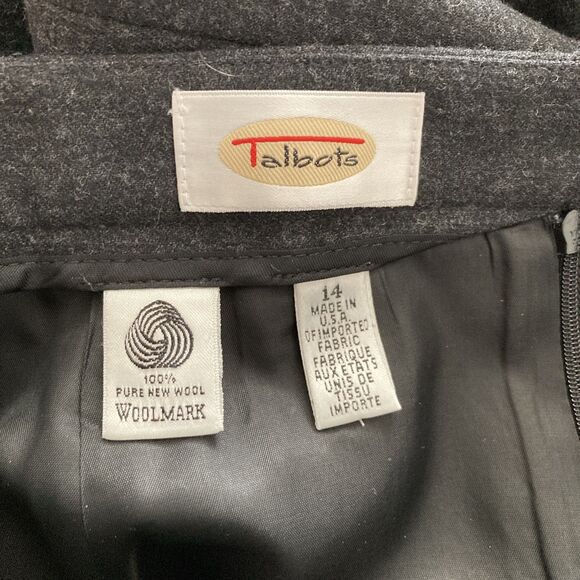 Talbots
100%
PURE NEW WOOL
WOOLMARK
14
MADE IN
U.S.A.
OF IMPORTED
FABRIC
FABRIQUE
AUX ETATS
UNIS DE
TISSU
IMPORTE